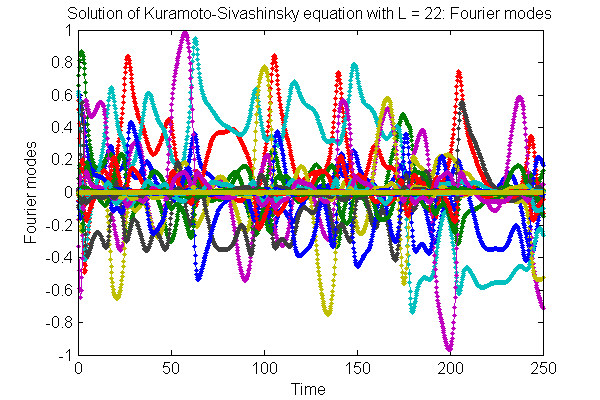 Solution of Kuramoto-Sivashinsky equation with L = 22: Fourier modes
1
0.8
0.6
0.4
0.2
0
-0.2
-0.4
-0.6
-0.8
-1
Fourier modes
0 50 100 150 200 250
Time